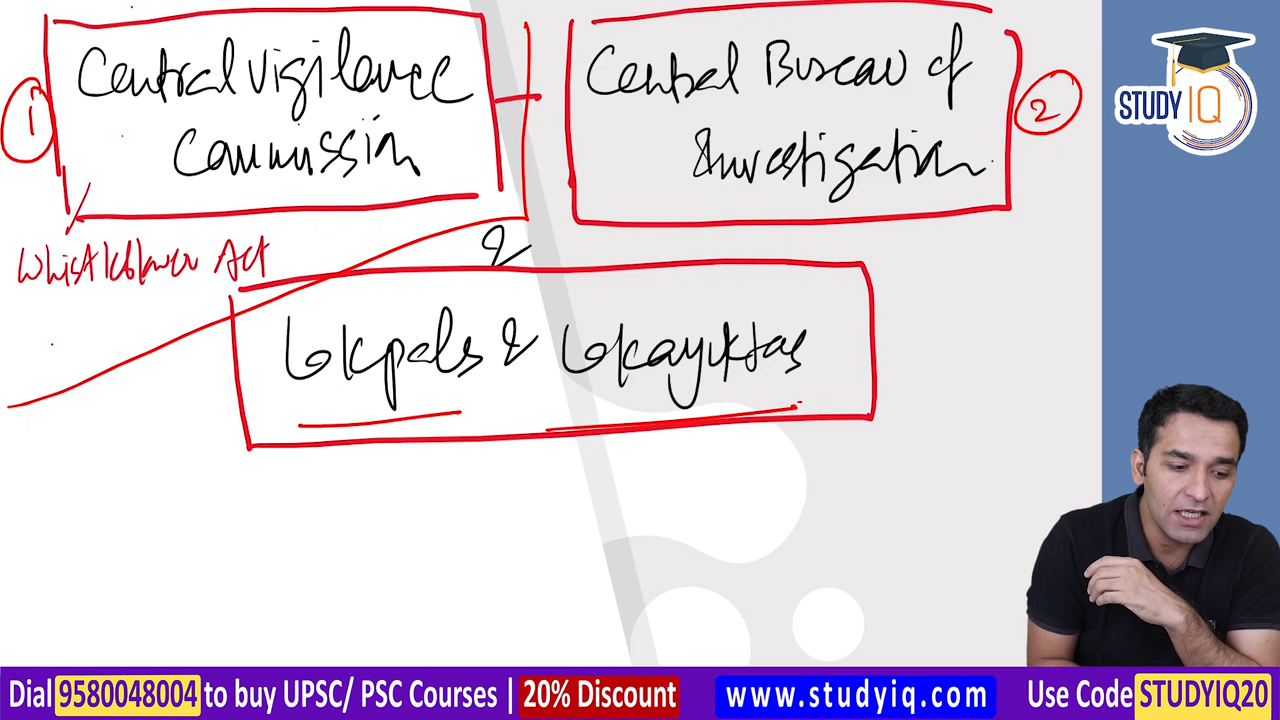 Central Vigilance
Commission
1
Central Bureau of
Investigation
2
STUDY IQ
Whistleblower Act
&
Lokpals & Lokayuktas
Dial 9580048004 to buy UPSC/ PSC Courses | 20% Discount
www.studyiq.com
Use Code STUDYIQ20